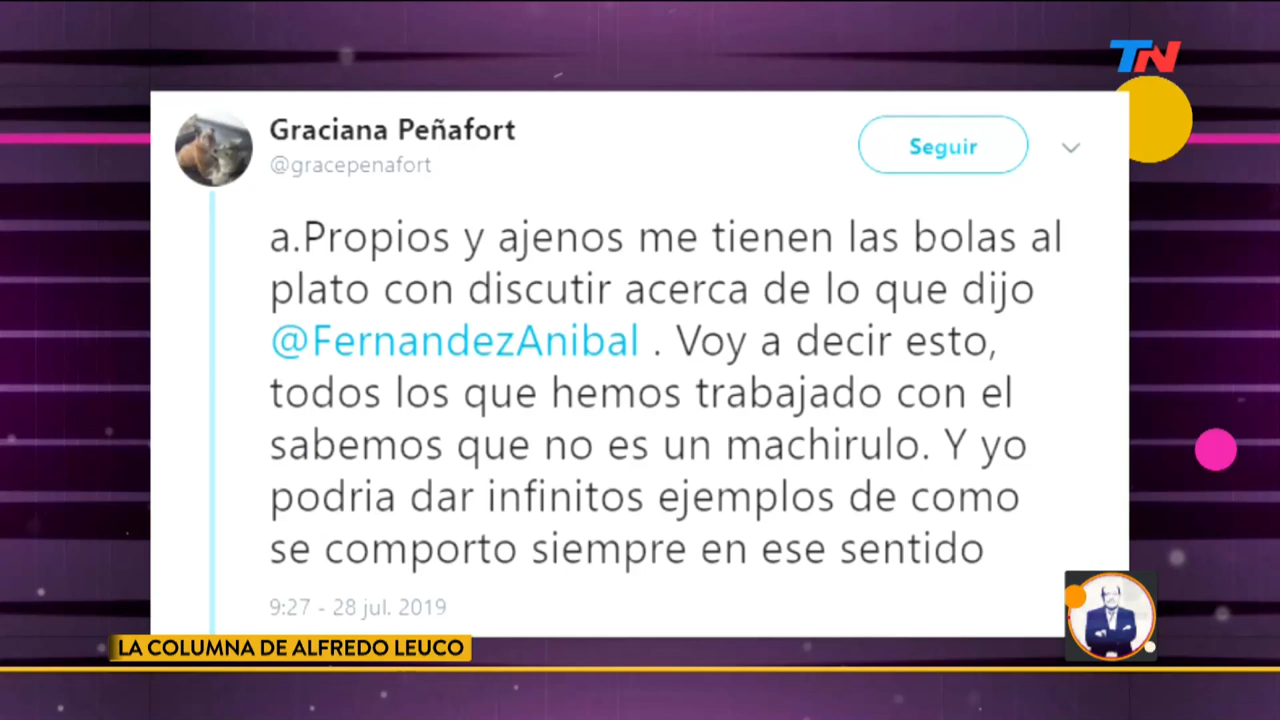 TN
Graciana Peñafort
@gracepenafort
Seguir
a.Propios y ajenos me tienen las bolas al
plato con discutir acerca de lo que dijo
@FernandezAnibal . Voy a decir esto,
todos los que hemos trabajado con el
sabemos que no es un machirulo. Y yo
podria dar infinitos ejemplos de como
se comporto siempre en ese sentido
9:27 - 28 jul. 2019
LA COLUMNA DE ALFREDO LEUCO